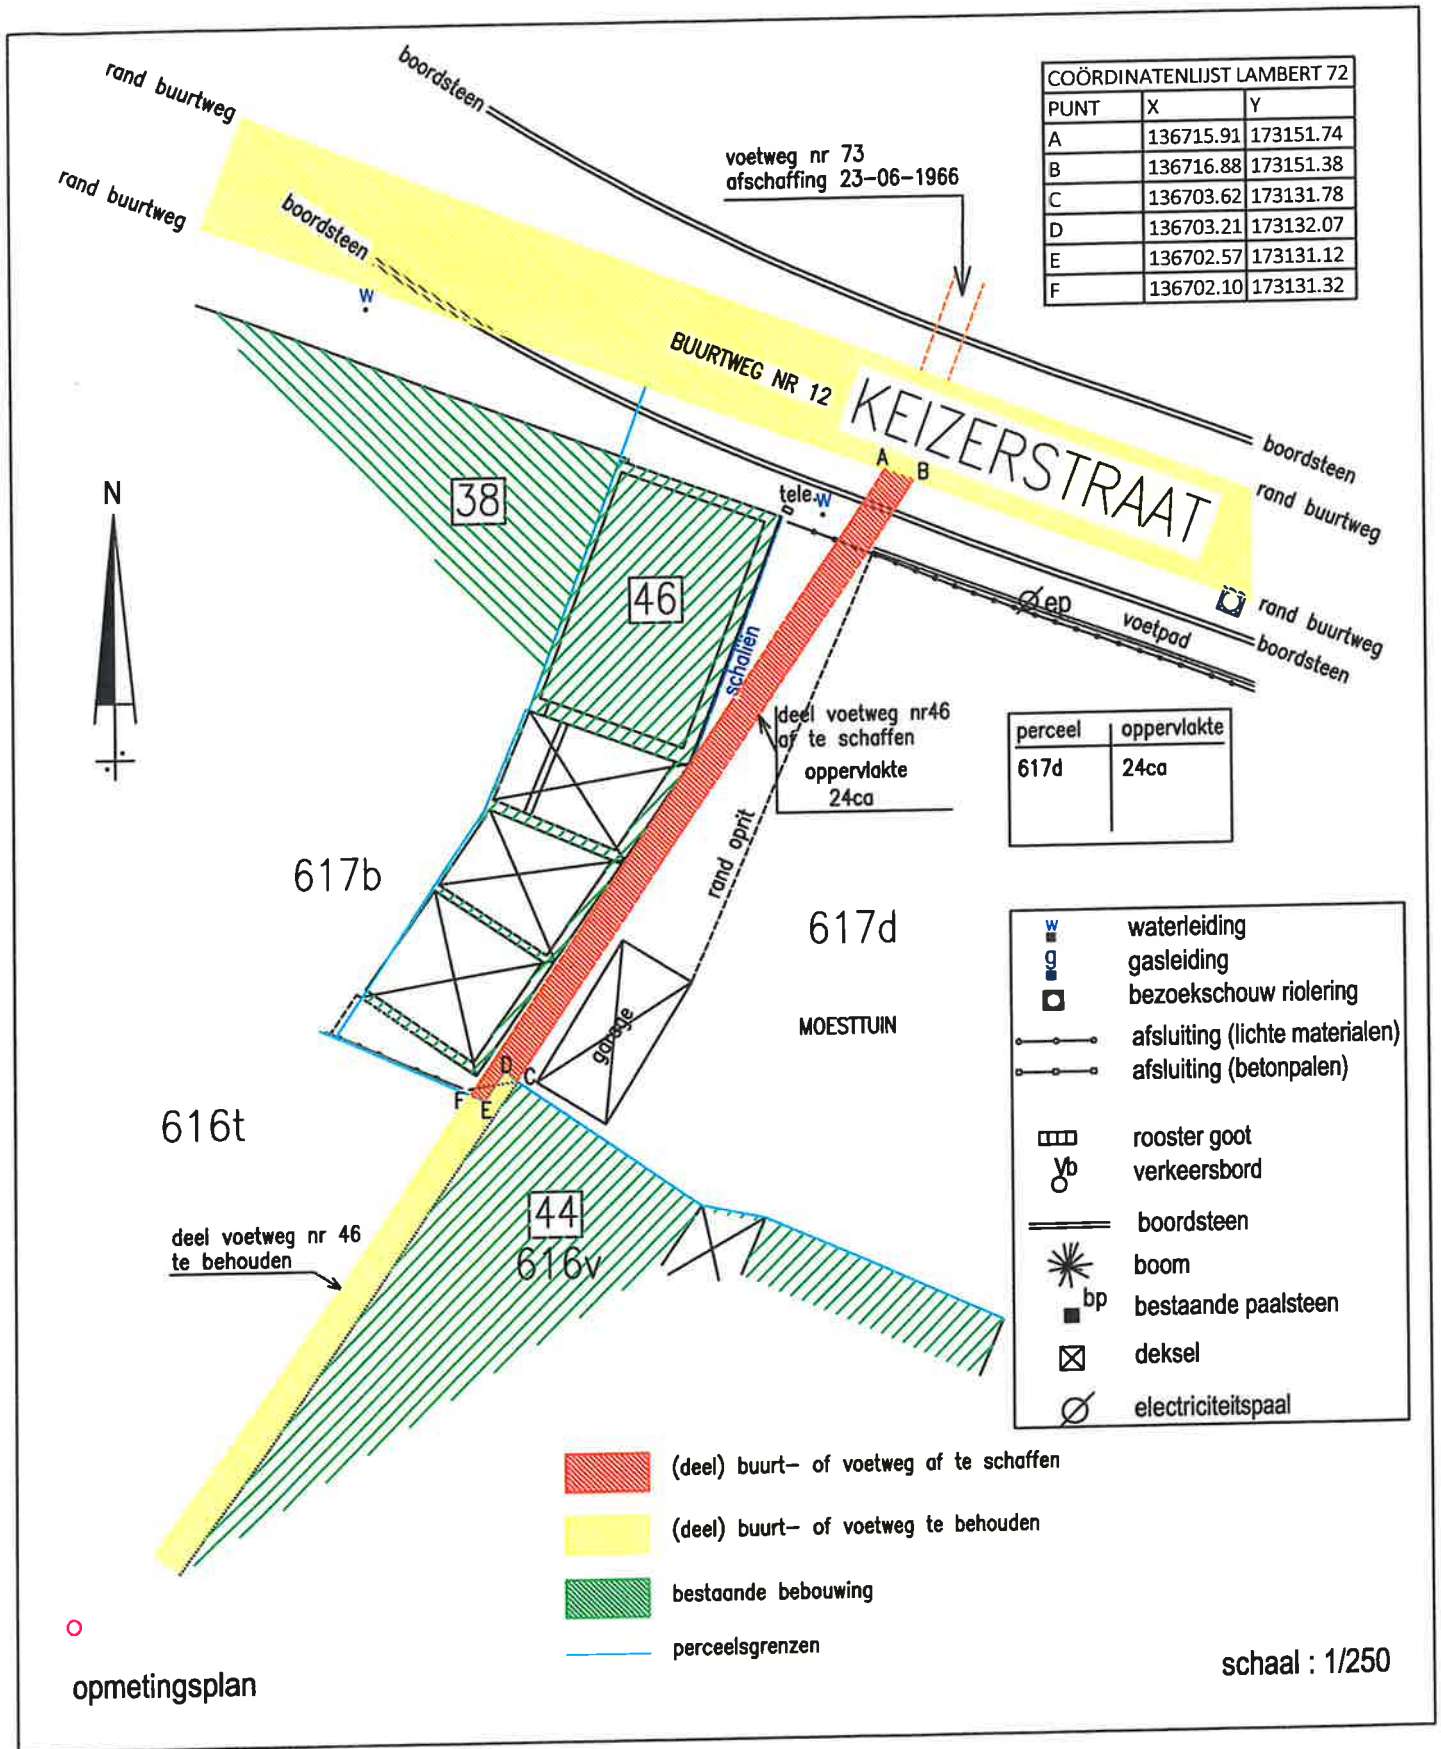 boordsteen
rand buurtweg
rand buurtweg
boordsteen
w
voetweg nr 73
afschaffing 23-06-1966
COÖRDINATENLIJST LAMBERT 72
PUNT X Y
A 136715.91 173151.74
B 136716.88 173151.38
C 136703.62 173131.78
D 136703.21 173132.07
E 136702.57 173131.12
F 136702.10 173131.32
BUURTWEG NR 12
KEIZERSTRAAT
A B
boordsteen
rand buurtweg
rand buurtweg
boordsteen
N
38
46
tele.
w
ep
voetpad
schaliën
deel voetweg nr46
af te schaffen
oppervlakte
24ca
perceel oppervlakte
617d 24ca
rand oprit
617b
617d
MOESTTUIN
garage
D C
F E
616t
44
616v
deel voetweg nr 46
te behouden
w waterleiding
g gasleiding
bezoekschouw riolering
afsluiting (lichte materialen)
afsluiting (betonpalen)
rooster goot
Vb verkeersbord
boordsteen
boom
bp bestaande paalsteen
deksel
electriciteitspaal
(deel) buurt- of voetweg af te schaffen
(deel) buurt- of voetweg te behouden
bestaande bebouwing
perceelsgrenzen
opmetingsplan
schaal : 1/250